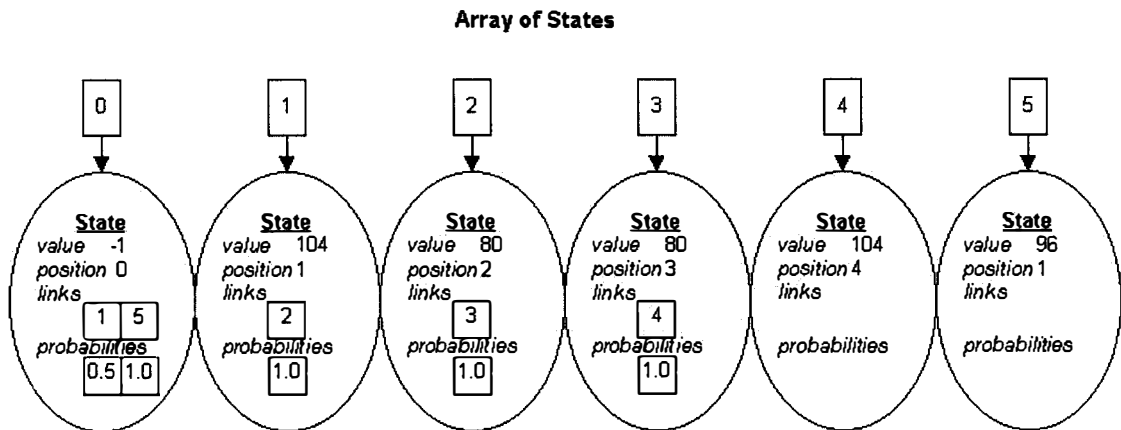 Array of States
0 1 2 3 4 5
State State State State State State
value -1 value 104 value 80 value 80 value 104 value 96
position 0 position 1 position 2 position 3 position 4 position 1
links links links links links links
1 5 2 3 4
probabilities probabilities probabilities probabilities probabilities probabilities
0.5 1.0 1.0 1.0 1.0